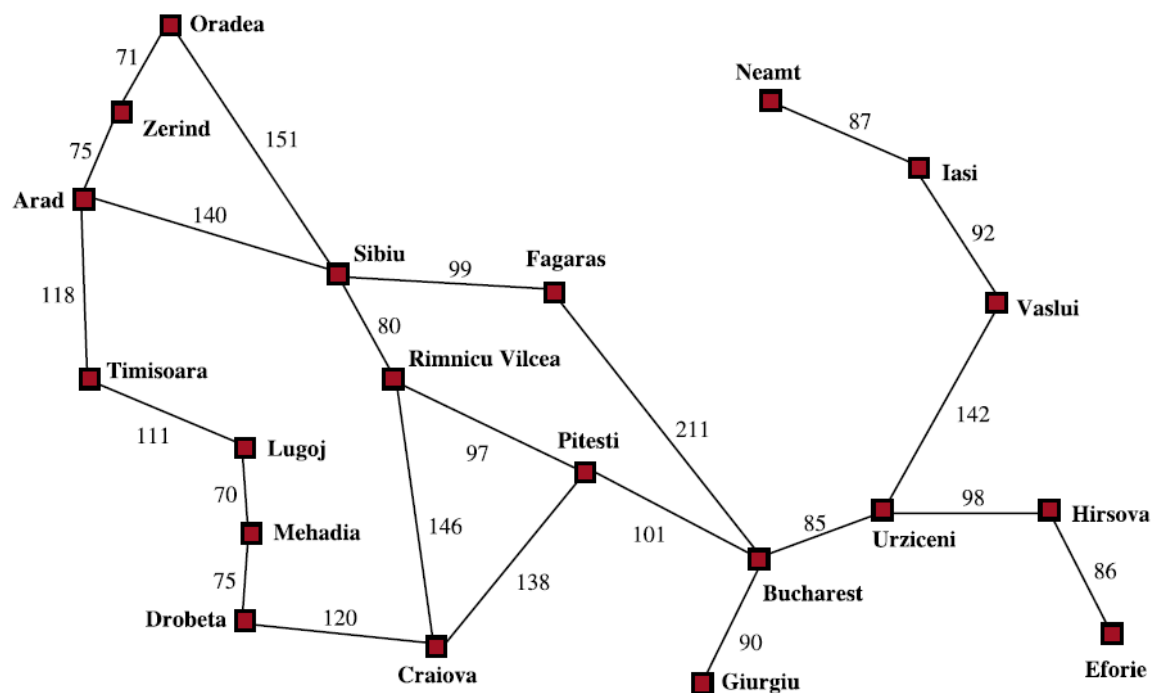 Oradea
71
Neamt
87
Zerind
151
75
Iasi
Arad
140
92
Sibiu
Fagaras
99
118
Vaslui
80
Timisoara
Rimnicu Vilcea
142
111
211
Lugoj
97
Pitesti
70
98
Hirsova
Mehadia
146
101
85
Urziceni
86
75
138
Bucharest
Drobeta
120
90
Eforie
Craiova
Giurgiu